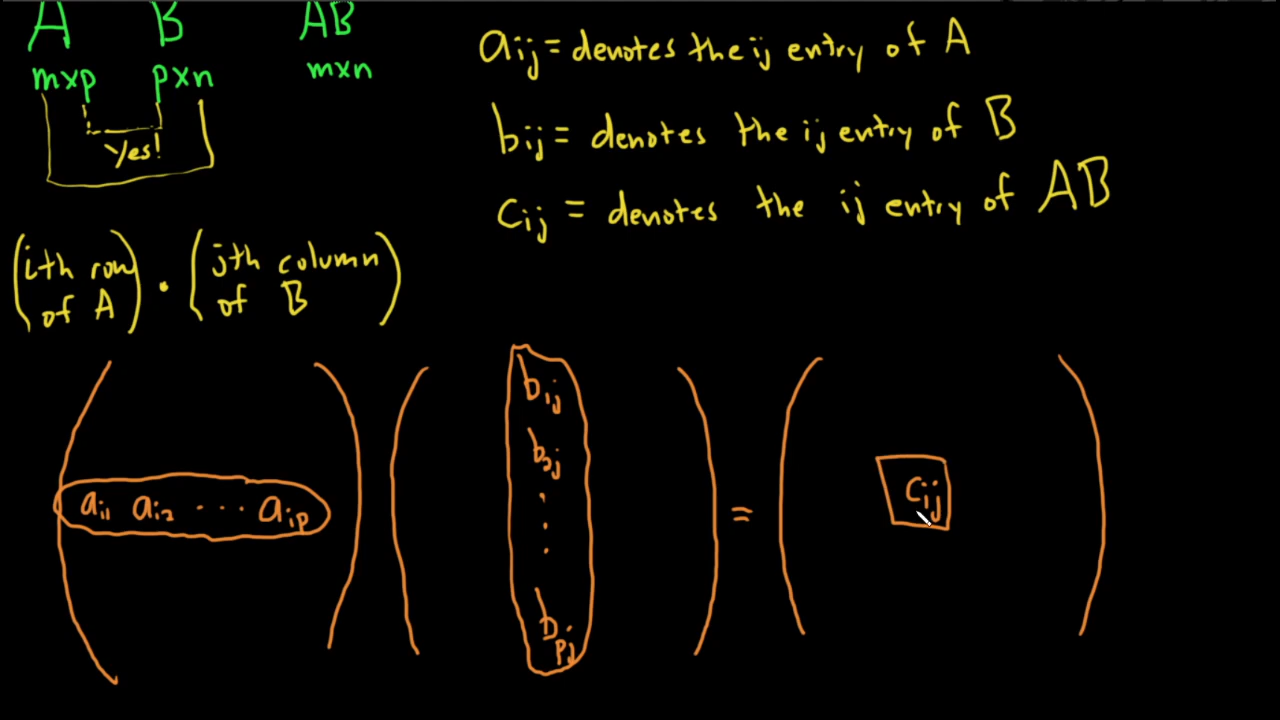 A B AB
mxp pxn mxn
Yes!
aij = denotes the ij entry of A
bij = denotes the ij entry of B
cij = denotes the ij entry of AB
(ith row of A) · (jth column of B)
ai1 ai2 ... aip
bij
b2j
bpj
=
cij